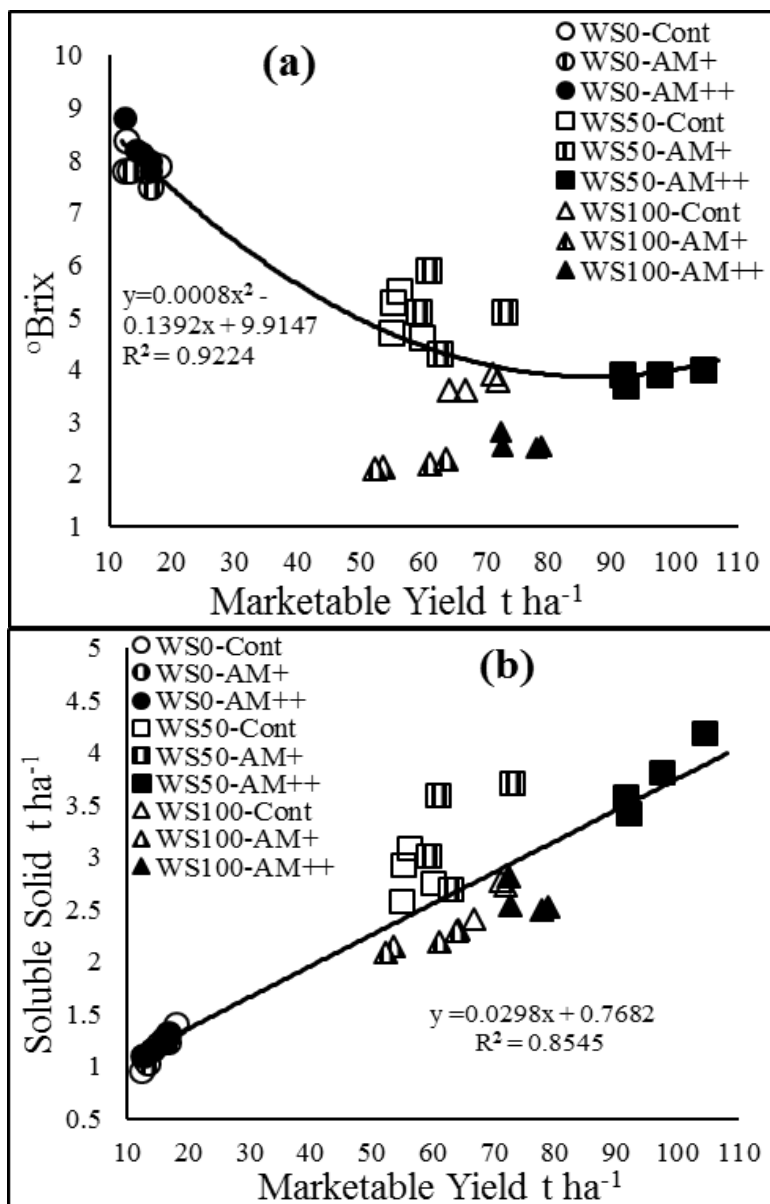 (a)
WS0-Cont
WS0-AM+
WS0-AM++
WS50-Cont
WS50-AM+
WS50-AM++
WS100-Cont
WS100-AM+
WS100-AM++
10
9
8
7
6
5
4
3
2
1
ºBrix
y=0.0008x² -
0.1392x + 9.9147
R² = 0.9224
10 20 30 40 50 60 70 80 90 100 110
Marketable Yield t ha⁻¹
(b)
WS0-Cont
WS0-AM+
WS0-AM++
WS50-Cont
WS50-AM+
WS50-AM++
WS100-Cont
WS100-AM+
WS100-AM++
5
4.5
4
3.5
3
2.5
2
1.5
1
0.5
Soluble Solid t ha⁻¹
y =0.0298x + 0.7682
R² = 0.8545
10 20 30 40 50 60 70 80 90 100 110
Marketable Yield t ha⁻¹